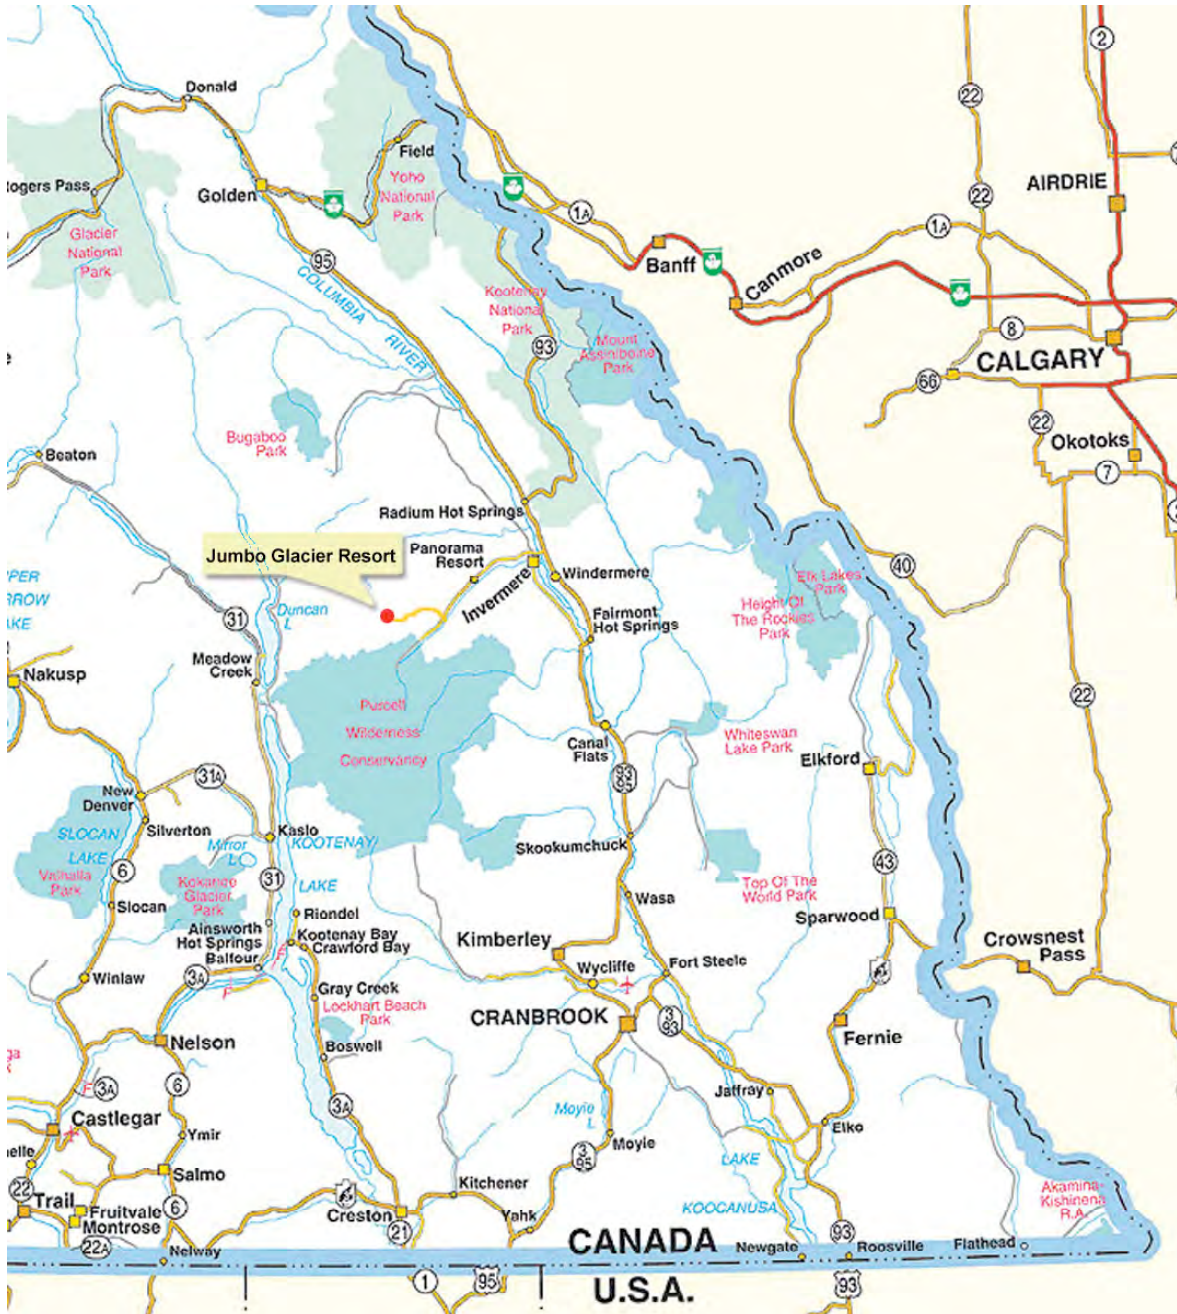 2
Donald
22
Field
Rogers Pass
Yoho
National
Park
Golden
AIRDRIE
22
1A
1A
Glacier
National
Park
95
Banff
Canmore
COLUMBIA
RIVER
Kootenay
National
Park
93
Mount
Assiniboine
Park
8
CALGARY
66
22
Bugaboo
Park
Okotoks
7
Beaton
Radium Hot Springs
Jumbo Glacier Resort
Panorama
Resort
Invermere
Windermere
40
Elk Lakes
Park
Height Of
The Rockies
Park
Duncan
L
31
Fairmont
Hot Springs
Meadow
Creek
Nakusp
22
Purcell
Wilderness
Conservancy
Canal
Flats
Whiteswan
Lake Park
Elkford
93
95
31A
New
Denver
Silverton
SLOCAN
LAKE
Valhalla
Park
6
Kaslo
Mirror
L
KOOTENAY
LAKE
Skookumchuck
43
Kokanee
Glacier
Park
31
Top Of The
World Park
Wasa
Slocan
Riondel
Sparwood
Ainsworth
Hot Springs
Balfour
Kootenay Bay
Crawford Bay
Kimberley
Crowsnest
Pass
Wycliffe
Fort Steele
Winlaw
3A
F
F
Gray Creek
Lockhart Beach
Park
CRANBROOK
3
93
Fernie
Nelson
Boswell
6
3A
F
Jaffray
3A
Moyie
L
Castlegar
Elko
Ymir
Moyie
3
95
LAKE
KOOCANUSA
22
Salmo
Kitchener
Akamina-
Kishinena
R.A.
Trail
Fruitvale
Montrose
6
Creston
21
Yahk
93
22A
Nelway
CANADA
Newgate
Roosville
Flathead
U.S.A.
1
95
93